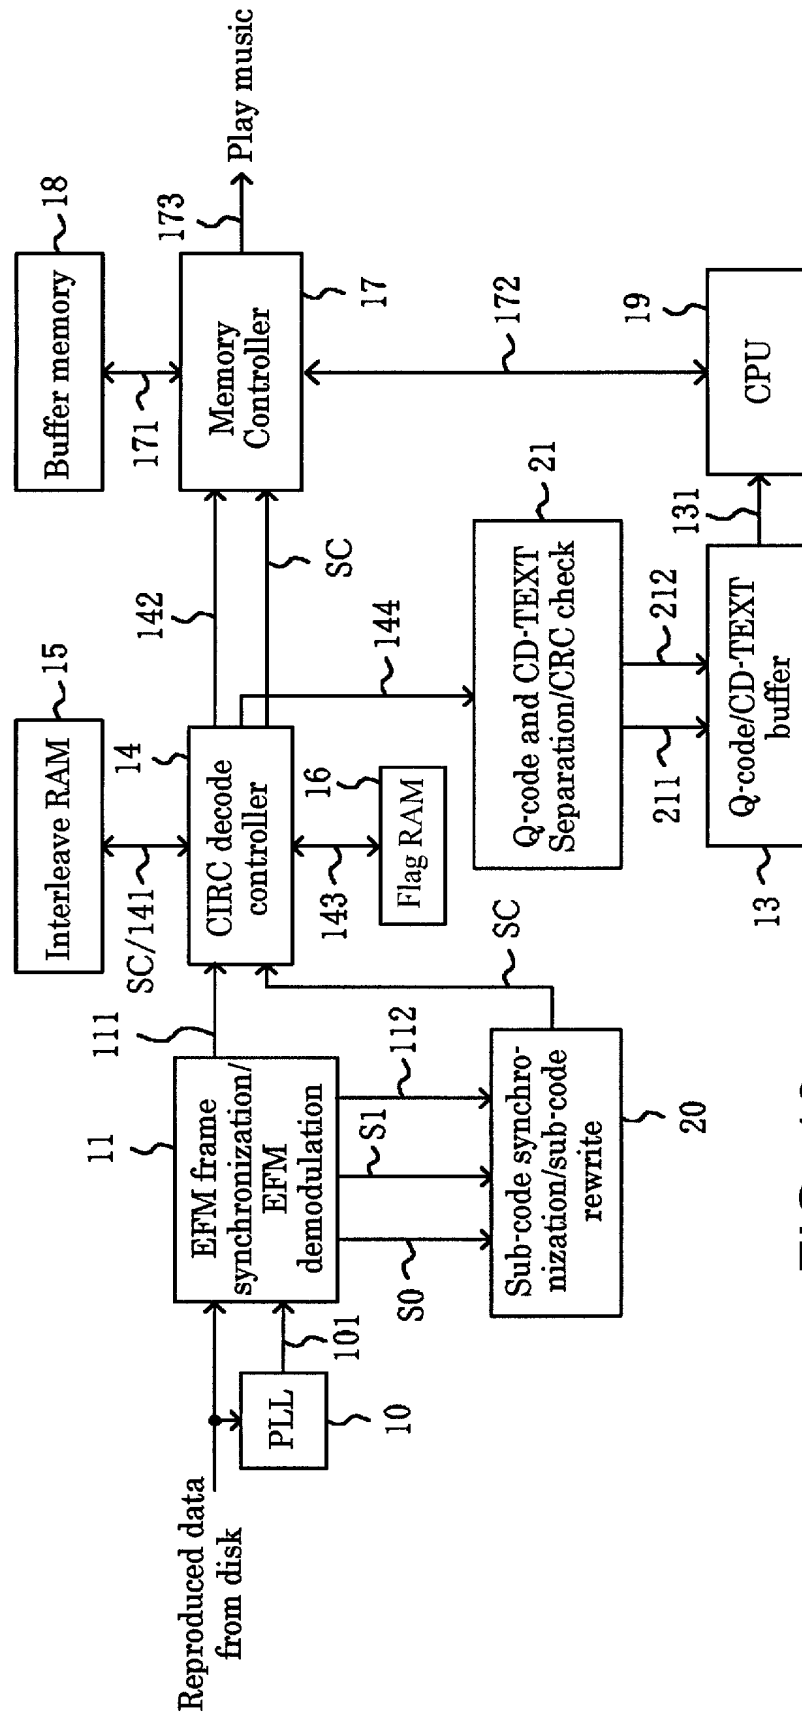 Reproduced data
from disk
PLL
10
101
11
EFM frame
synchronization/
EFM
demodulation
111
S0
S1
112
Sub-code synchro-
nization/sub-code
rewrite
20
SC
Interleave RAM
15
SC/141
14
CIRC decode
controller
143
16
Flag RAM
142
SC
144
Buffer memory
18
171
Memory
Controller
17
173
Play music
172
21
Q-code and CD-TEXT
Separation/CRC check
211
212
Q-code/CD-TEXT
buffer
13
131
19
CPU